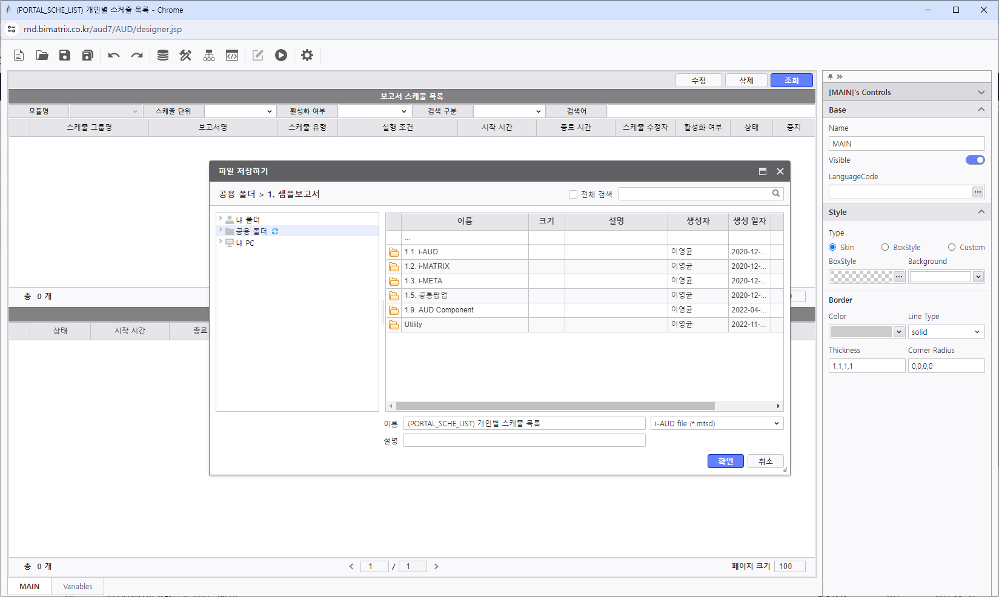 (PORTAL_SCHE_LIST) 개인별 스케줄 목록 - Chrome
rnd.bimatrix.co.kr/aud7/AUD/designer.jsp
수정 삭제 조회
보고서 스케줄 목록
모듈명 스케줄 단위 활성화 여부 검색 구분 검색어
스케줄 그룹명 보고서명 스케줄 유형 실행 조건 시작 시간 종료 시간 스케줄 수정자 활성화 여부 상태 중지
총 0 개
상태 시작 시간 종료
파일 저장하기
공용 폴더 > 1. 샘플보고서
전체 검색
내 폴더
공용 폴더
내 PC
이름 크기 설명 생성자 생성 일자
...
1.1. i-AUD 이영균 2020-12-...
1.2. i-MATRIX 이영균 2020-12-...
1.3. i-META 이영균 2020-12-...
1.5. 공통팝업 이영균 2020-12-...
1.9. AUD Component 이영균 2022-04-...
Utility 이영균 2022-11-...
이름 (PORTAL_SCHE_LIST) 개인별 스케줄 목록 i-AUD file (*.mtsd)
설명
확인 취소
총 0 개 1 / 1 페이지 크기 100
MAIN Variables
[MAIN]'s Controls
Base
Name
MAIN
Visible
LanguageCode
Style
Type
Skin BoxStyle Custom
BoxStyle Background
Border
Color Line Type
solid
Thickness Corner Radius
1,1,1,1 0,0,0,0